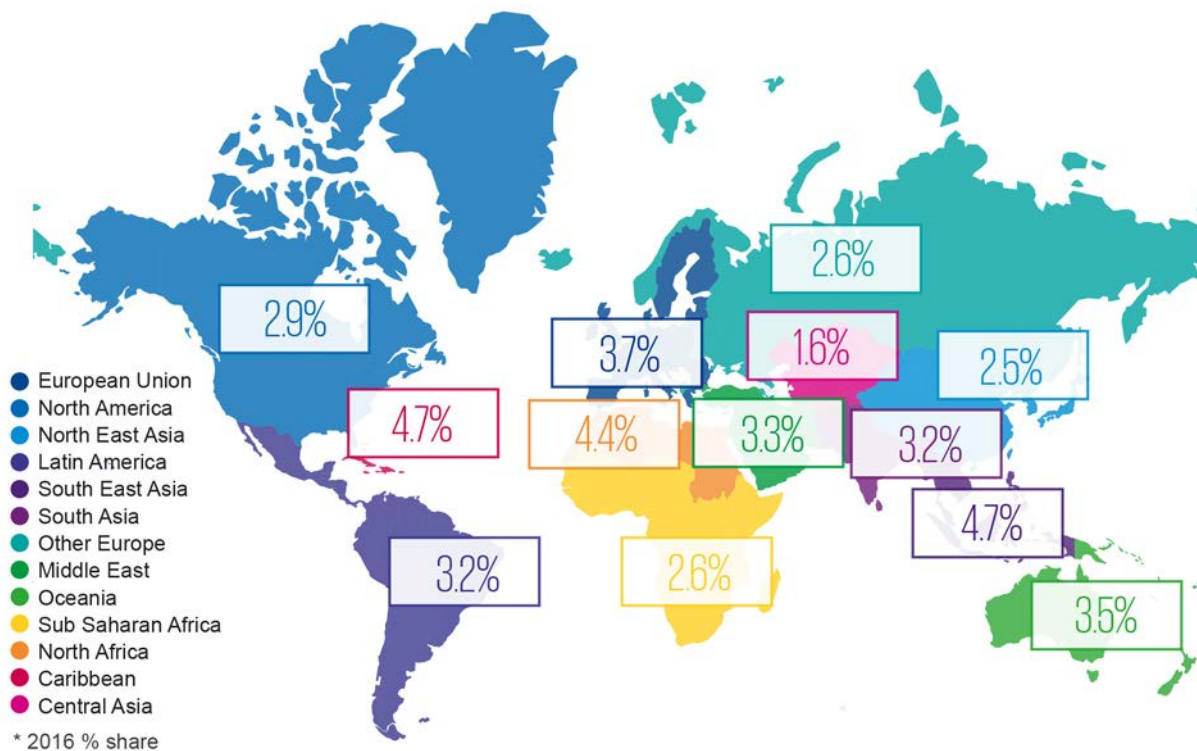 2.6%
2.9%
3.7%
1.6%
2.5%
4.7%
4.4%
3.3%
3.2%
4.7%
3.2%
2.6%
3.5%
European Union
North America
North East Asia
Latin America
South East Asia
South Asia
Other Europe
Middle East
Oceania
Sub Saharan Africa
North Africa
Caribbean
Central Asia
* 2016 % share